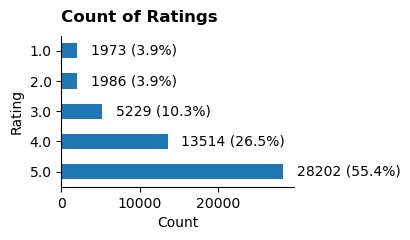 Count of Ratings
1.0 1973 (3.9%)
2.0 1986 (3.9%)
3.0 5229 (10.3%)
4.0 13514 (26.5%)
5.0 28202 (55.4%)
Rating
0 10000 20000
Count